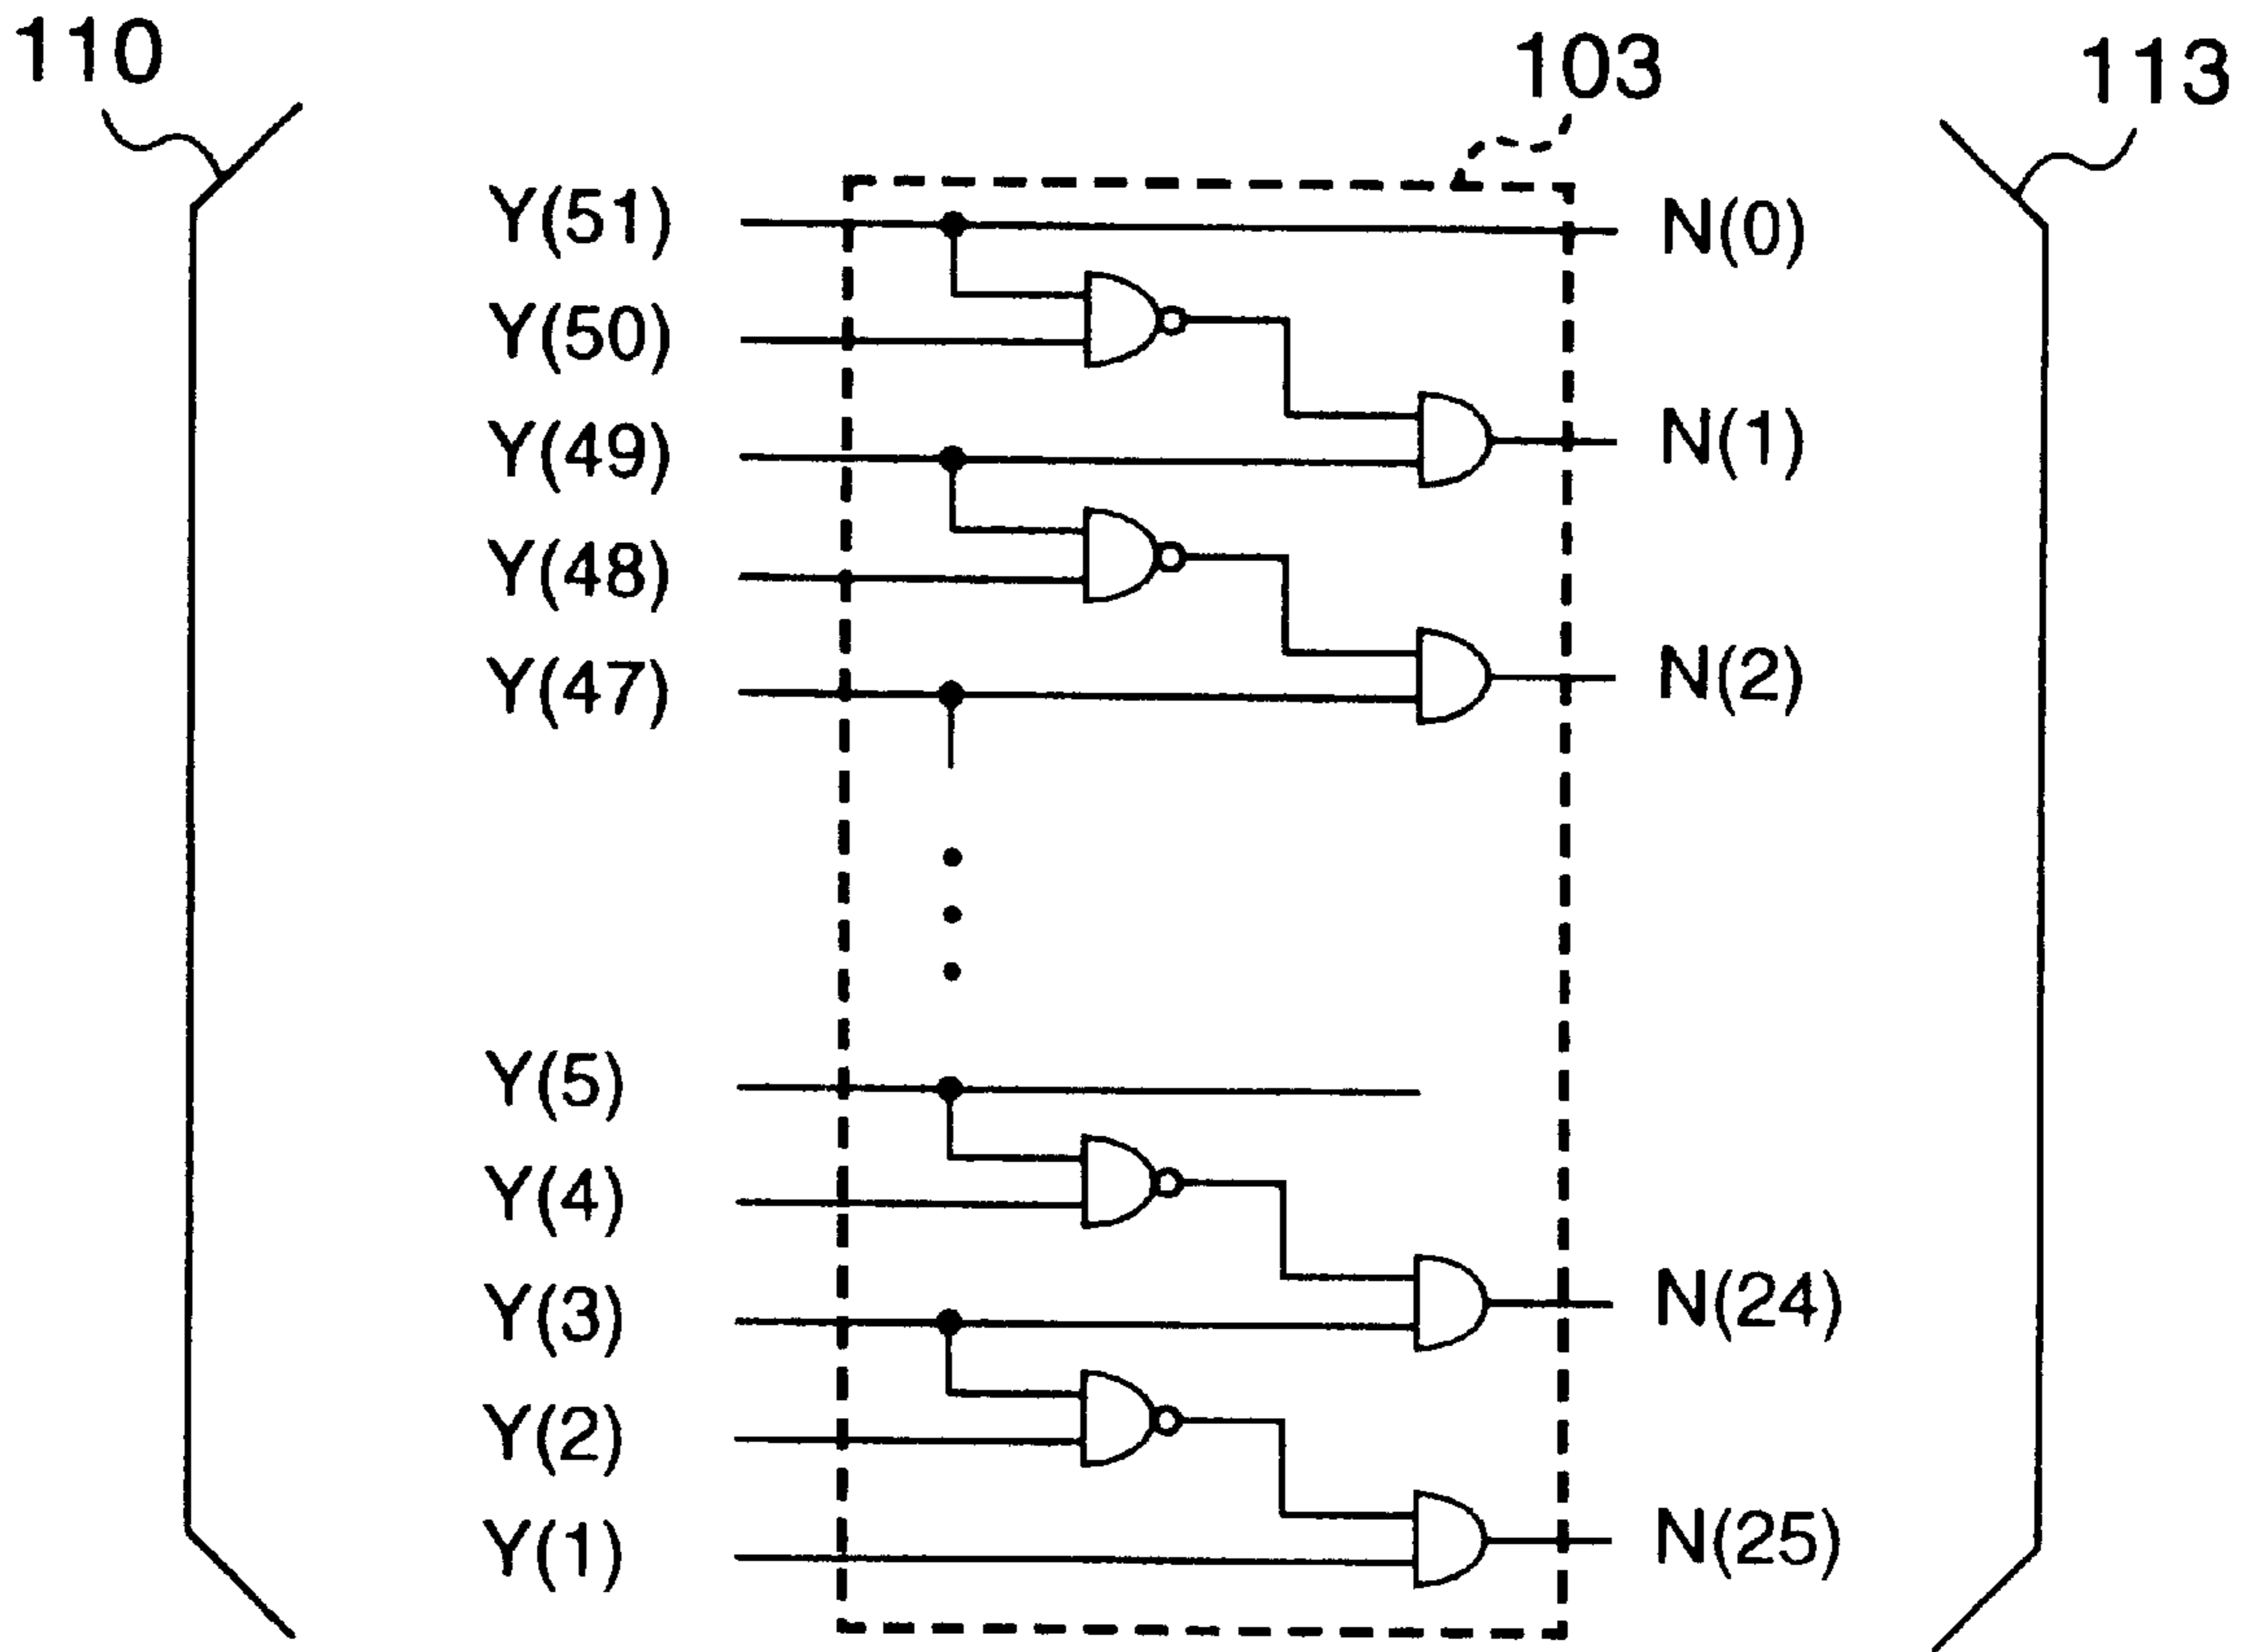 110
103
113
Y(51)
N(0)
Y(50)
Y(49)
N(1)
Y(48)
Y(47)
N(2)
Y(5)
Y(4)
Y(3)
N(24)
Y(2)
Y(1)
N(25)